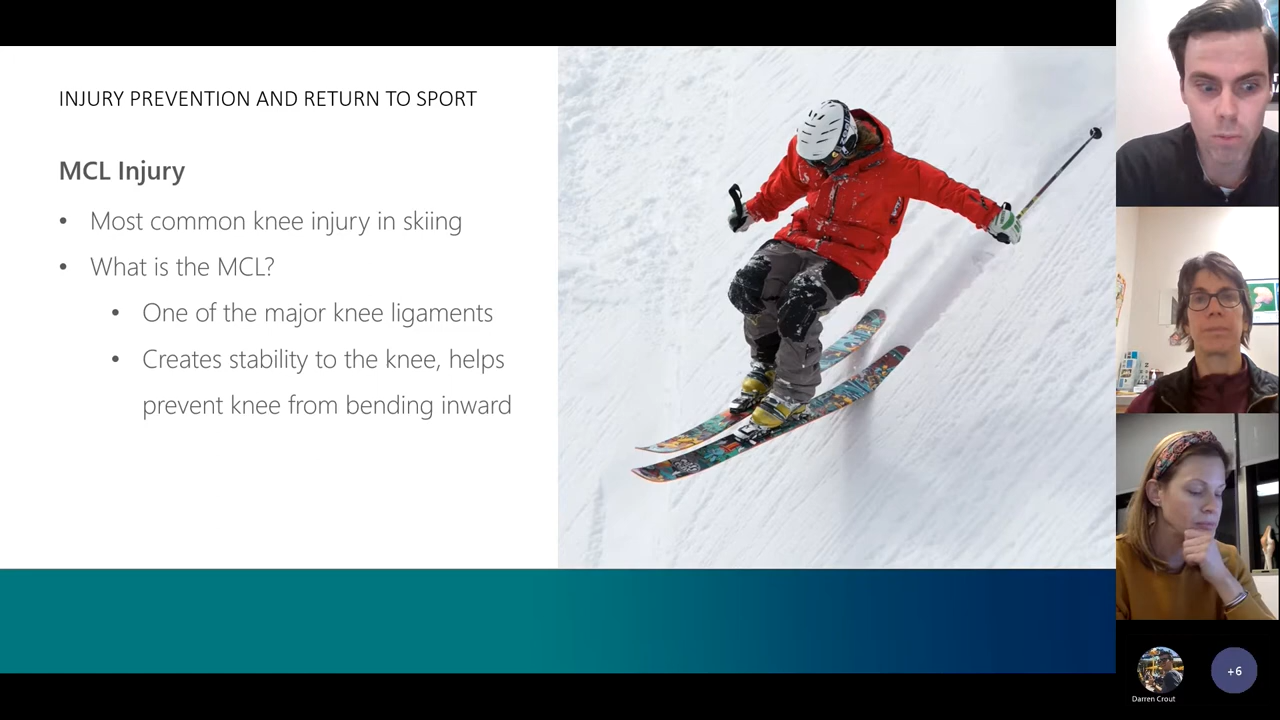 INJURY PREVENTION AND RETURN TO SPORT
MCL Injury
• Most common knee injury in skiing
• What is the MCL?
• One of the major knee ligaments
• Creates stability to the knee, helps
prevent knee from bending inward
Darren Crout
+6